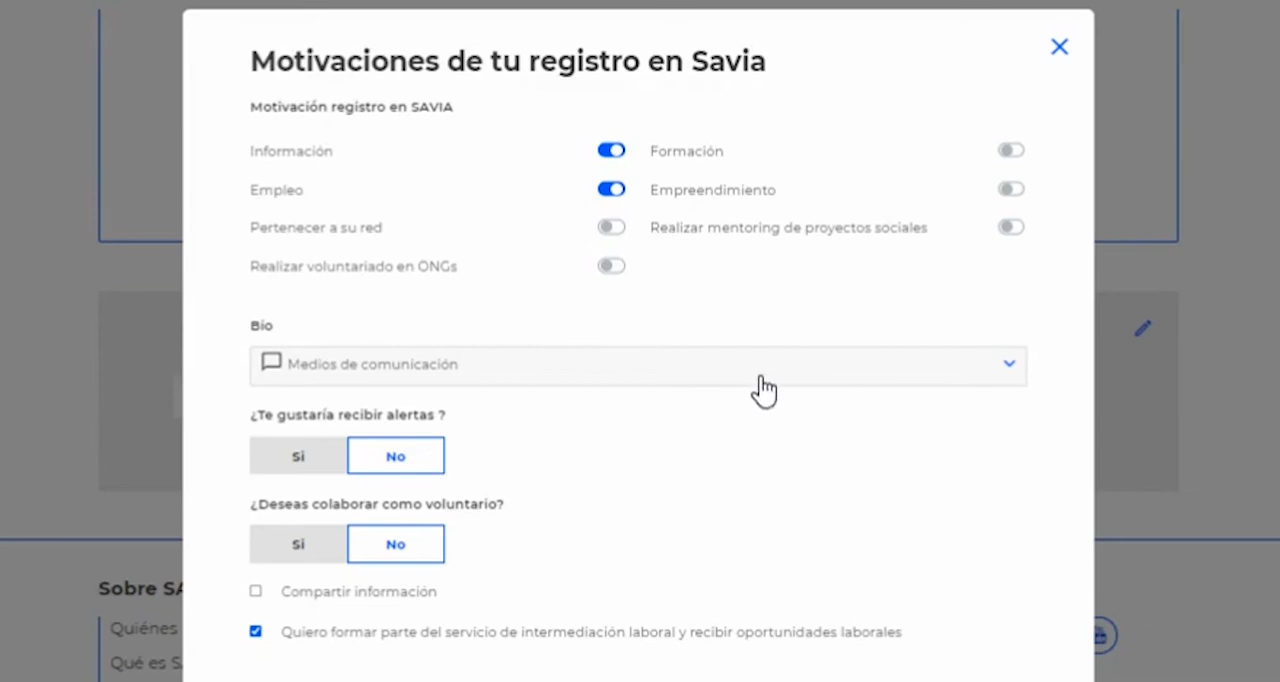 Motivaciones de tu registro en Savia
Motivación registro en SAVIA
Información
Formación
Empleo
Empreendimiento
Pertenecer a su red
Realizar mentoring de proyectos sociales
Realizar voluntariado en ONGs
Bio
Medios de comunicación
¿Te gustaría recibir alertas ?
Si No
¿Deseas colaborar como voluntario?
Si No
Compartir información
Quiero formar parte del servicio de intermediación laboral y recibir oportunidades laborales
Sobre SA
Quiénes
Qué es S